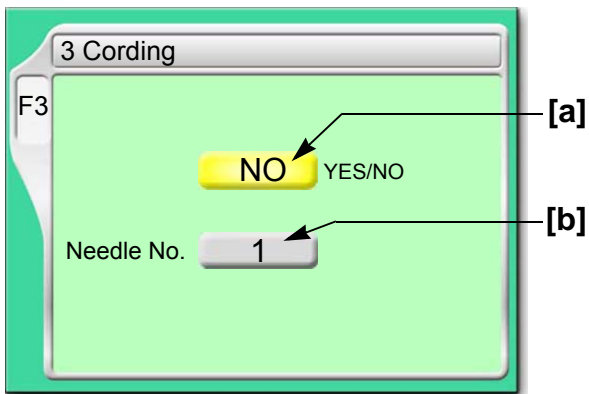 3 Cording
F3
[a]
NO YES/NO
[b]
Needle No. 1